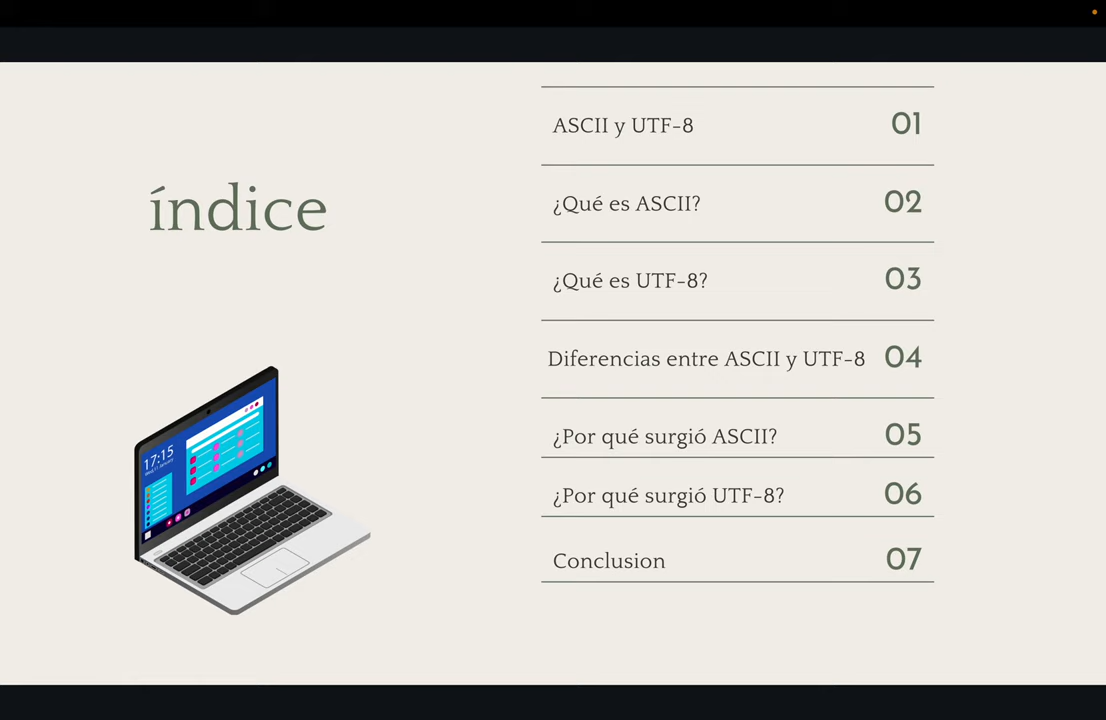 índice
ASCII y UTF-8 01
¿Qué es ASCII? 02
¿Qué es UTF-8? 03
Diferencias entre ASCII y UTF-8 04
¿Por qué surgió ASCII? 05
¿Por qué surgió UTF-8? 06
Conclusion 07
17:15